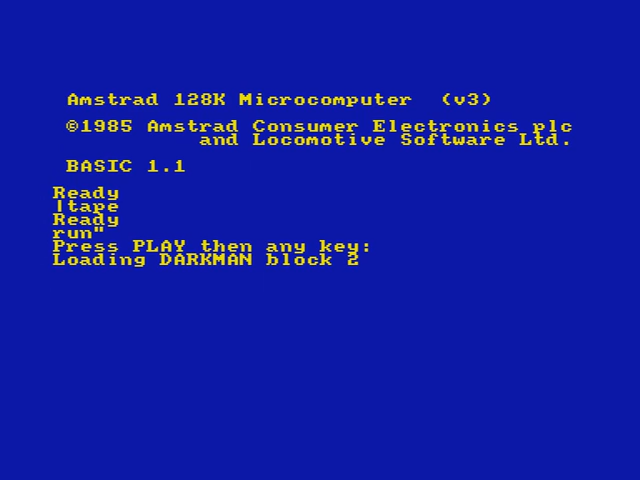 Amstrad 128K Microcomputer (v3)
©1985 Amstrad Consumer Electronics plc
and Locomotive Software Ltd.
BASIC 1.1
Ready
|tape
Ready
run"
Press PLAY then any key:
Loading DARKMAN block 2